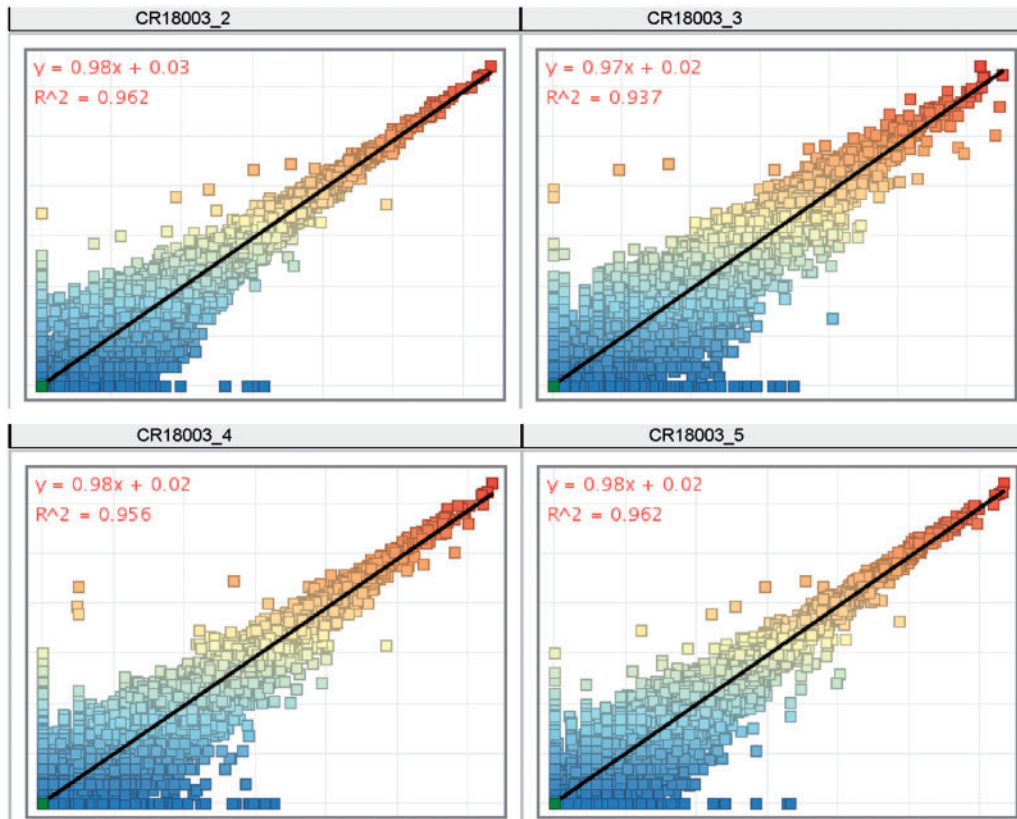 CR18003_2
CR18003_3
y = 0.98x + 0.03
R^2 = 0.962
y = 0.97x + 0.02
R^2 = 0.937
CR18003_4
CR18003_5
y = 0.98x + 0.02
R^2 = 0.956
y = 0.98x + 0.02
R^2 = 0.962